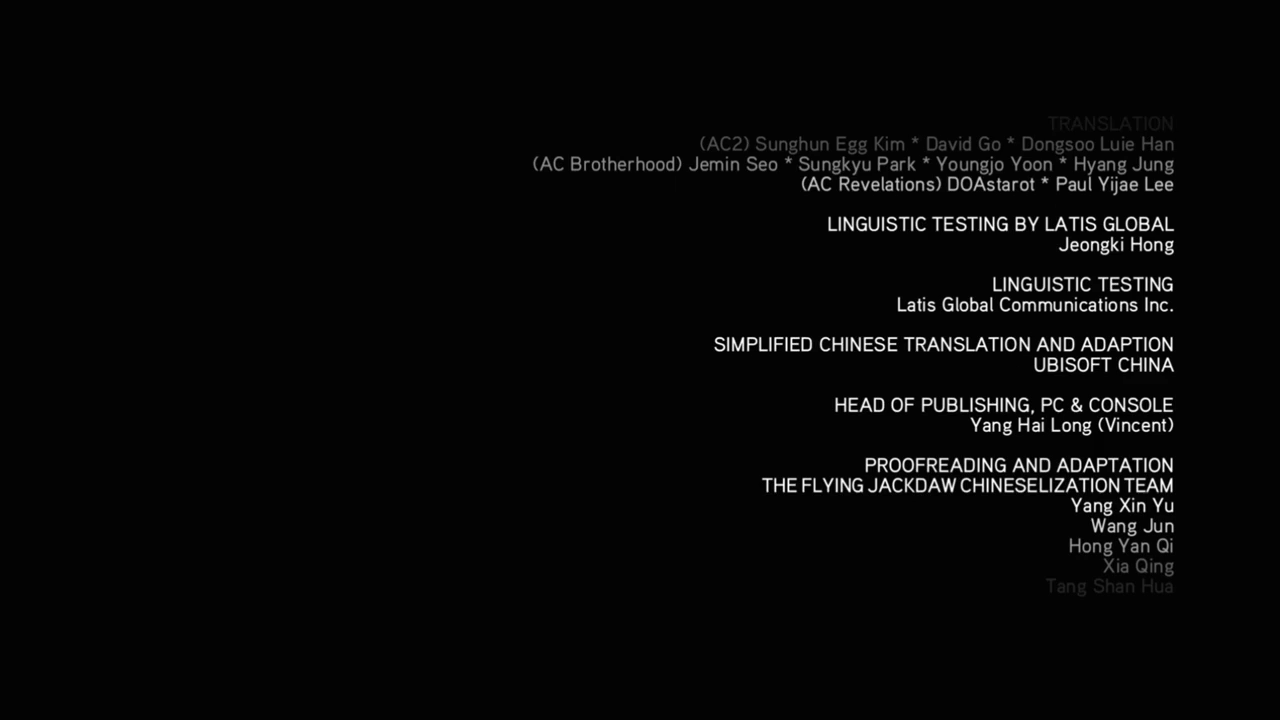 TRANSLATION
(AC2) Sunghun Egg Kim * David Go * Dongsoo Luie Han
(AC Brotherhood) Jemin Seo * Sungkyu Park * Youngjo Yoon * Hyang Jung
(AC Revelations) DOAstarot * Paul Yijae Lee
LINGUISTIC TESTING BY LATIS GLOBAL
Jeongki Hong
LINGUISTIC TESTING
Latis Global Communications Inc.
SIMPLIFIED CHINESE TRANSLATION AND ADAPTION
UBISOFT CHINA
HEAD OF PUBLISHING, PC & CONSOLE
Yang Hai Long (Vincent)
PROOFREADING AND ADAPTATION
THE FLYING JACKDAW CHINESELIZATION TEAM
Yang Xin Yu
Wang Jun
Hong Yan Qi
Xia Qing
Tang Shan Hua